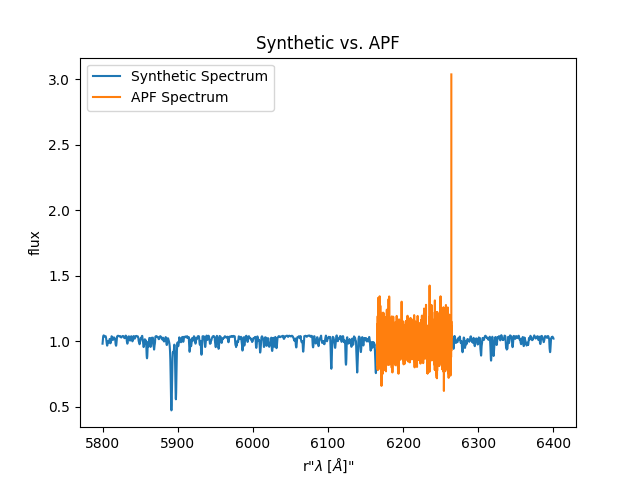 Synthetic vs. APF
Synthetic Spectrum
APF Spectrum
3.0
2.5
2.0
1.5
1.0
0.5
flux
5800 5900 6000 6100 6200 6300 6400
r"λ [Å]"